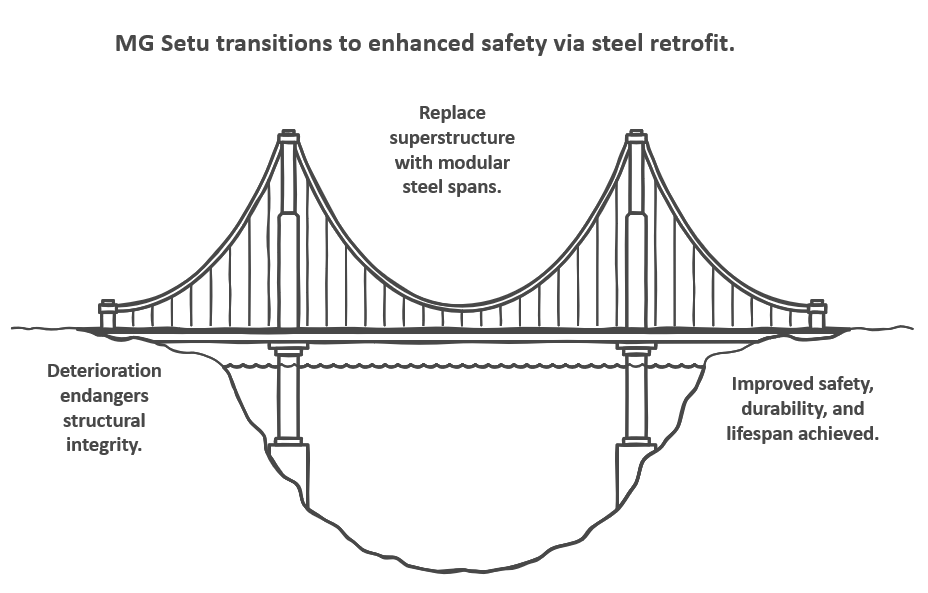 MG Setu transitions to enhanced safety via steel retrofit.
Replace
superstructure
with modular
steel spans.
Deterioration
endangers
structural
integrity.
Improved safety,
durability, and
lifespan achieved.